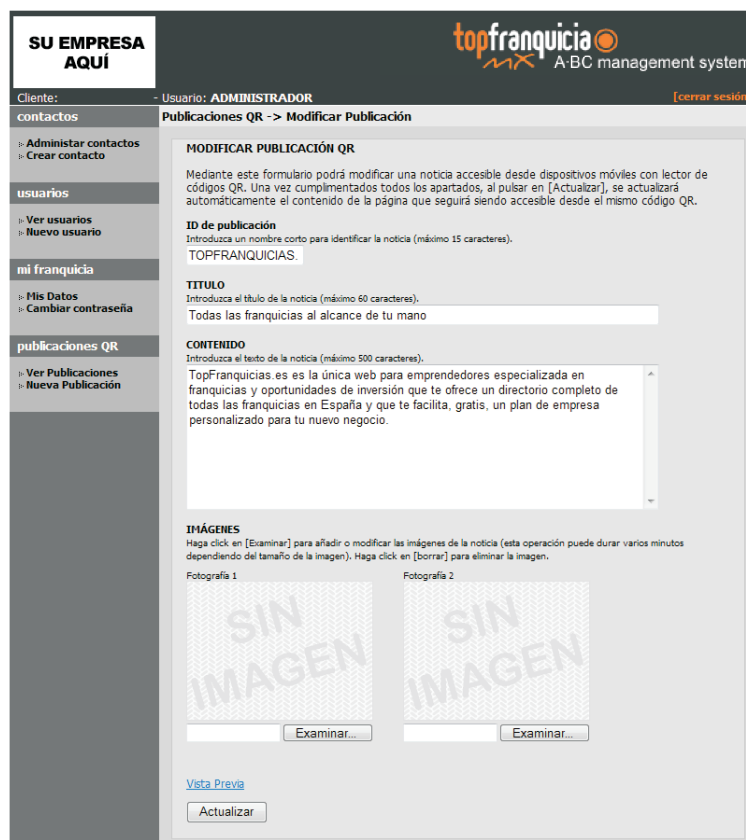 SU EMPRESA
AQUÍ
topfranquicia
mx A·BC management system
Cliente: - Usuario: ADMINISTRADOR [cerrar sesión
contactos
Publicaciones QR -> Modificar Publicación
» Administar contactos
» Crear contacto
usuarios
» Ver usuarios
» Nuevo usuario
mi franquicia
» Mis Datos
» Cambiar contraseña
publicaciones QR
» Ver Publicaciones
» Nueva Publicación
MODIFICAR PUBLICACIÓN QR
Mediante este formulario podrá modificar una noticia accesible desde dispositivos móviles con lector de
códigos QR. Una vez cumplimentados todos los apartados, al pulsar en [Actualizar], se actualizará
automáticamente el contenido de la página que seguirá siendo accesible desde el mismo código QR.
ID de publicación
Introduzca un nombre corto para identificar la noticia (máximo 15 caracteres).
TOPFRANQUICIAS.
TITULO
Introduzca el título de la noticia (máximo 60 caracteres).
Todas las franquicias al alcance de tu mano
CONTENIDO
Introduzca el texto de la noticia (máximo 500 caracteres).
TopFranquicias.es es la única web para emprendedores especializada en
franquicias y oportunidades de inversión que te ofrece un directorio completo de
todas las franquicias en España y que te facilita, gratis, un plan de empresa
personalizado para tu nuevo negocio.
IMÁGENES
Haga click en [Examinar] para añadir o modificar las imágenes de la noticia (esta operación puede durar varios minutos
dependiendo del tamaño de la imagen). Haga click en [borrar] para eliminar la imagen.
Fotografía 1 Fotografía 2
SIN
IMAGEN
SIN
IMAGEN
Examinar... Examinar...
Vista Previa
Actualizar